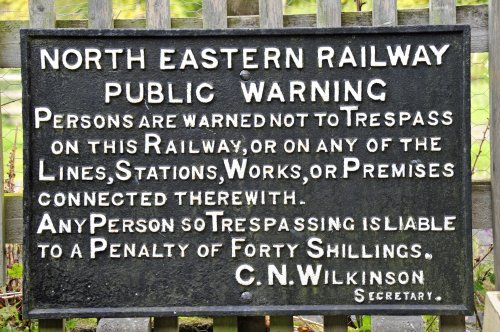 NORTH EASTERN RAILWAY
PUBLIC WARNING
PERSONS ARE WARNED NOT TO TRESPASS
ON THIS RAILWAY, OR ON ANY OF THE
LINES, STATIONS, WORKS, OR PREMISES
CONNECTED THEREWITH.
ANY PERSON SO TRESPASSING IS LIABLE
TO A PENALTY OF FORTY SHILLINGS.
C. N. WILKINSON
SECRETARY.